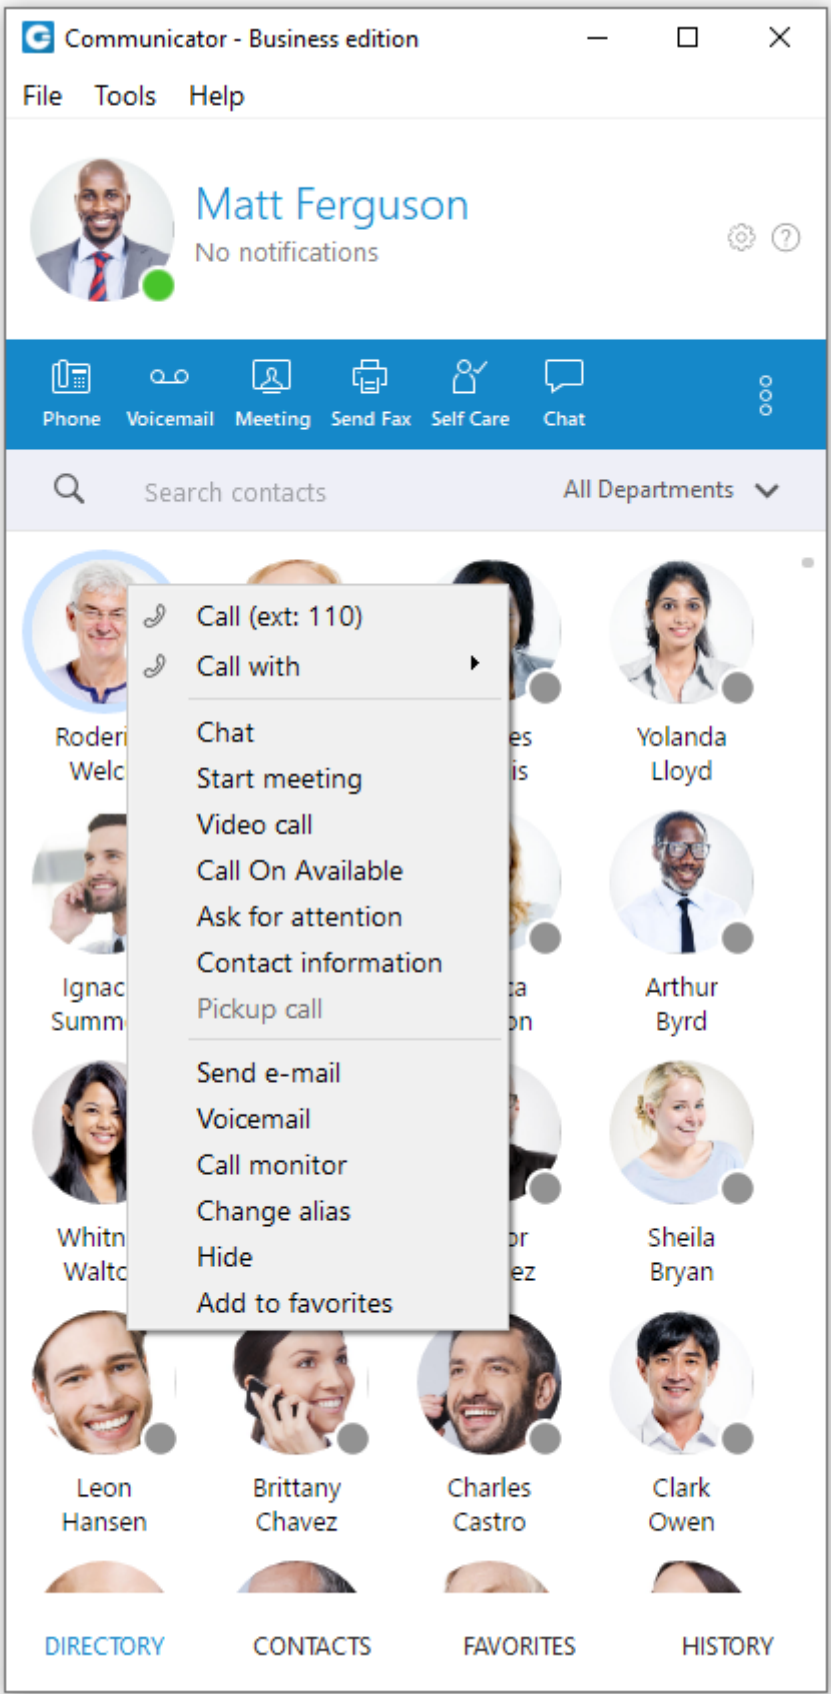 Communicator - Business edition
File Tools Help
Matt Ferguson
No notifications
Phone Voicemail Meeting Send Fax Self Care Chat
Search contacts All Departments
Call (ext: 110)
Call with
Chat
Start meeting
Video call
Call On Available
Ask for attention
Contact information
Pickup call
Send e-mail
Voicemail
Call monitor
Change alias
Hide
Add to favorites
Yolanda
Lloyd
Arthur
Byrd
Sheila
Bryan
Leon
Hansen
Brittany
Chavez
Charles
Castro
Clark
Owen
DIRECTORY CONTACTS FAVORITES HISTORY